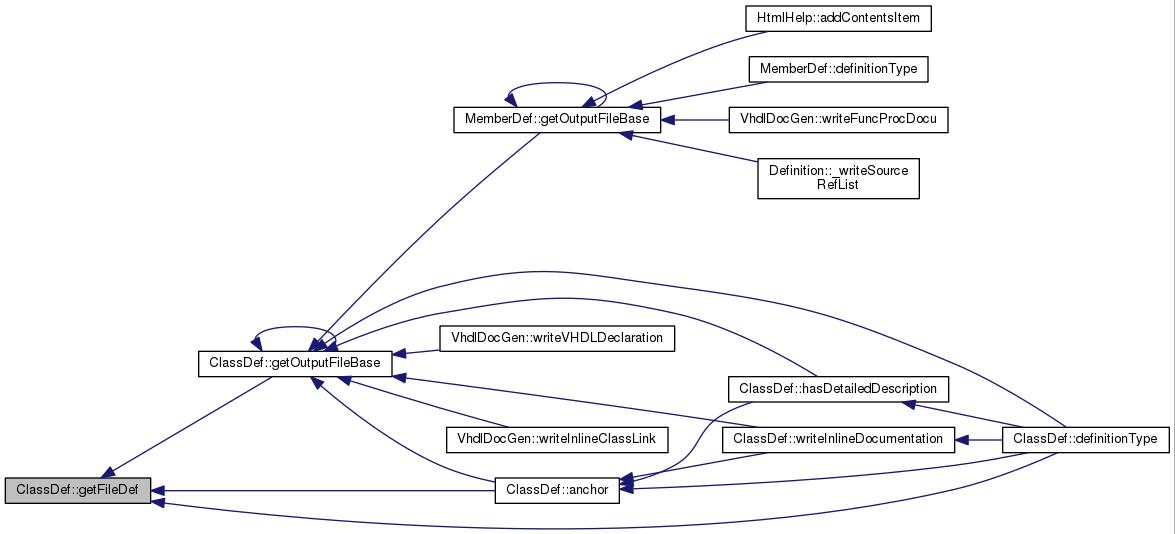 HtmlHelp::addContentsItem
MemberDef::definitionType
MemberDef::getOutputFileBase
VhdlDocGen::writeFuncProcDocu
Definition::_writeSource
RefList
VhdlDocGen::writeVHDLDeclaration
ClassDef::getOutputFileBase
ClassDef::hasDetailedDescription
VhdlDocGen::writeInlineClassLink
ClassDef::writeInlineDocumentation
ClassDef::definitionType
ClassDef::getFileDef
ClassDef::anchor